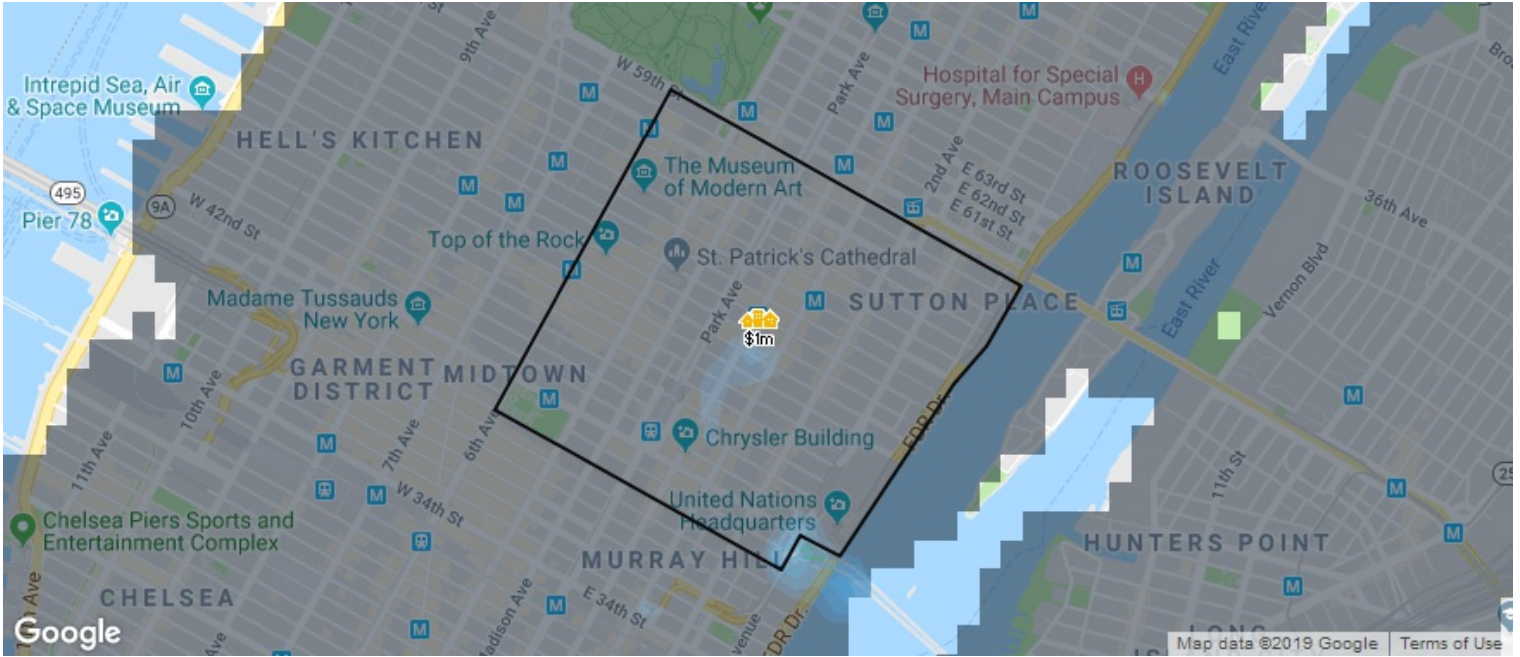 9th Ave
W 59th St
Park Ave
Hospital for Special
Surgery, Main Campus
H
East River
Intrepid Sea, Air
& Space Museum
HELL'S KITCHEN
M
M
M
M
M
M
M
M
M
The Museum
of Modern Art
2nd Ave
E 63rd St
E 62nd St
E 61st St
ROOSEVELT
ISLAND
36th Ave
495
Pier 78
9A
W 42nd St
Top of the Rock
St. Patrick's Cathedral
M
M
M
SUTTON PLACE
East River
Vernon Blvd
Madame Tussauds
New York
Park Ave
$1m
GARMENT
DISTRICT
MIDTOWN
M
M
M
10th Ave
11th Ave
7th Ave
6th Ave
M
Chrysler Building
FDR Dr.
11th St
M
M
W 34th St
United Nations
Headquarters
M
Chelsea Piers Sports and
Entertainment Complex
MURRAY HILL
HUNTERS POINT
CHELSEA
E 34th St
M
M
M
Madison Ave
FDR Dr.
Google
Map data ©2019 Google
Terms of Use